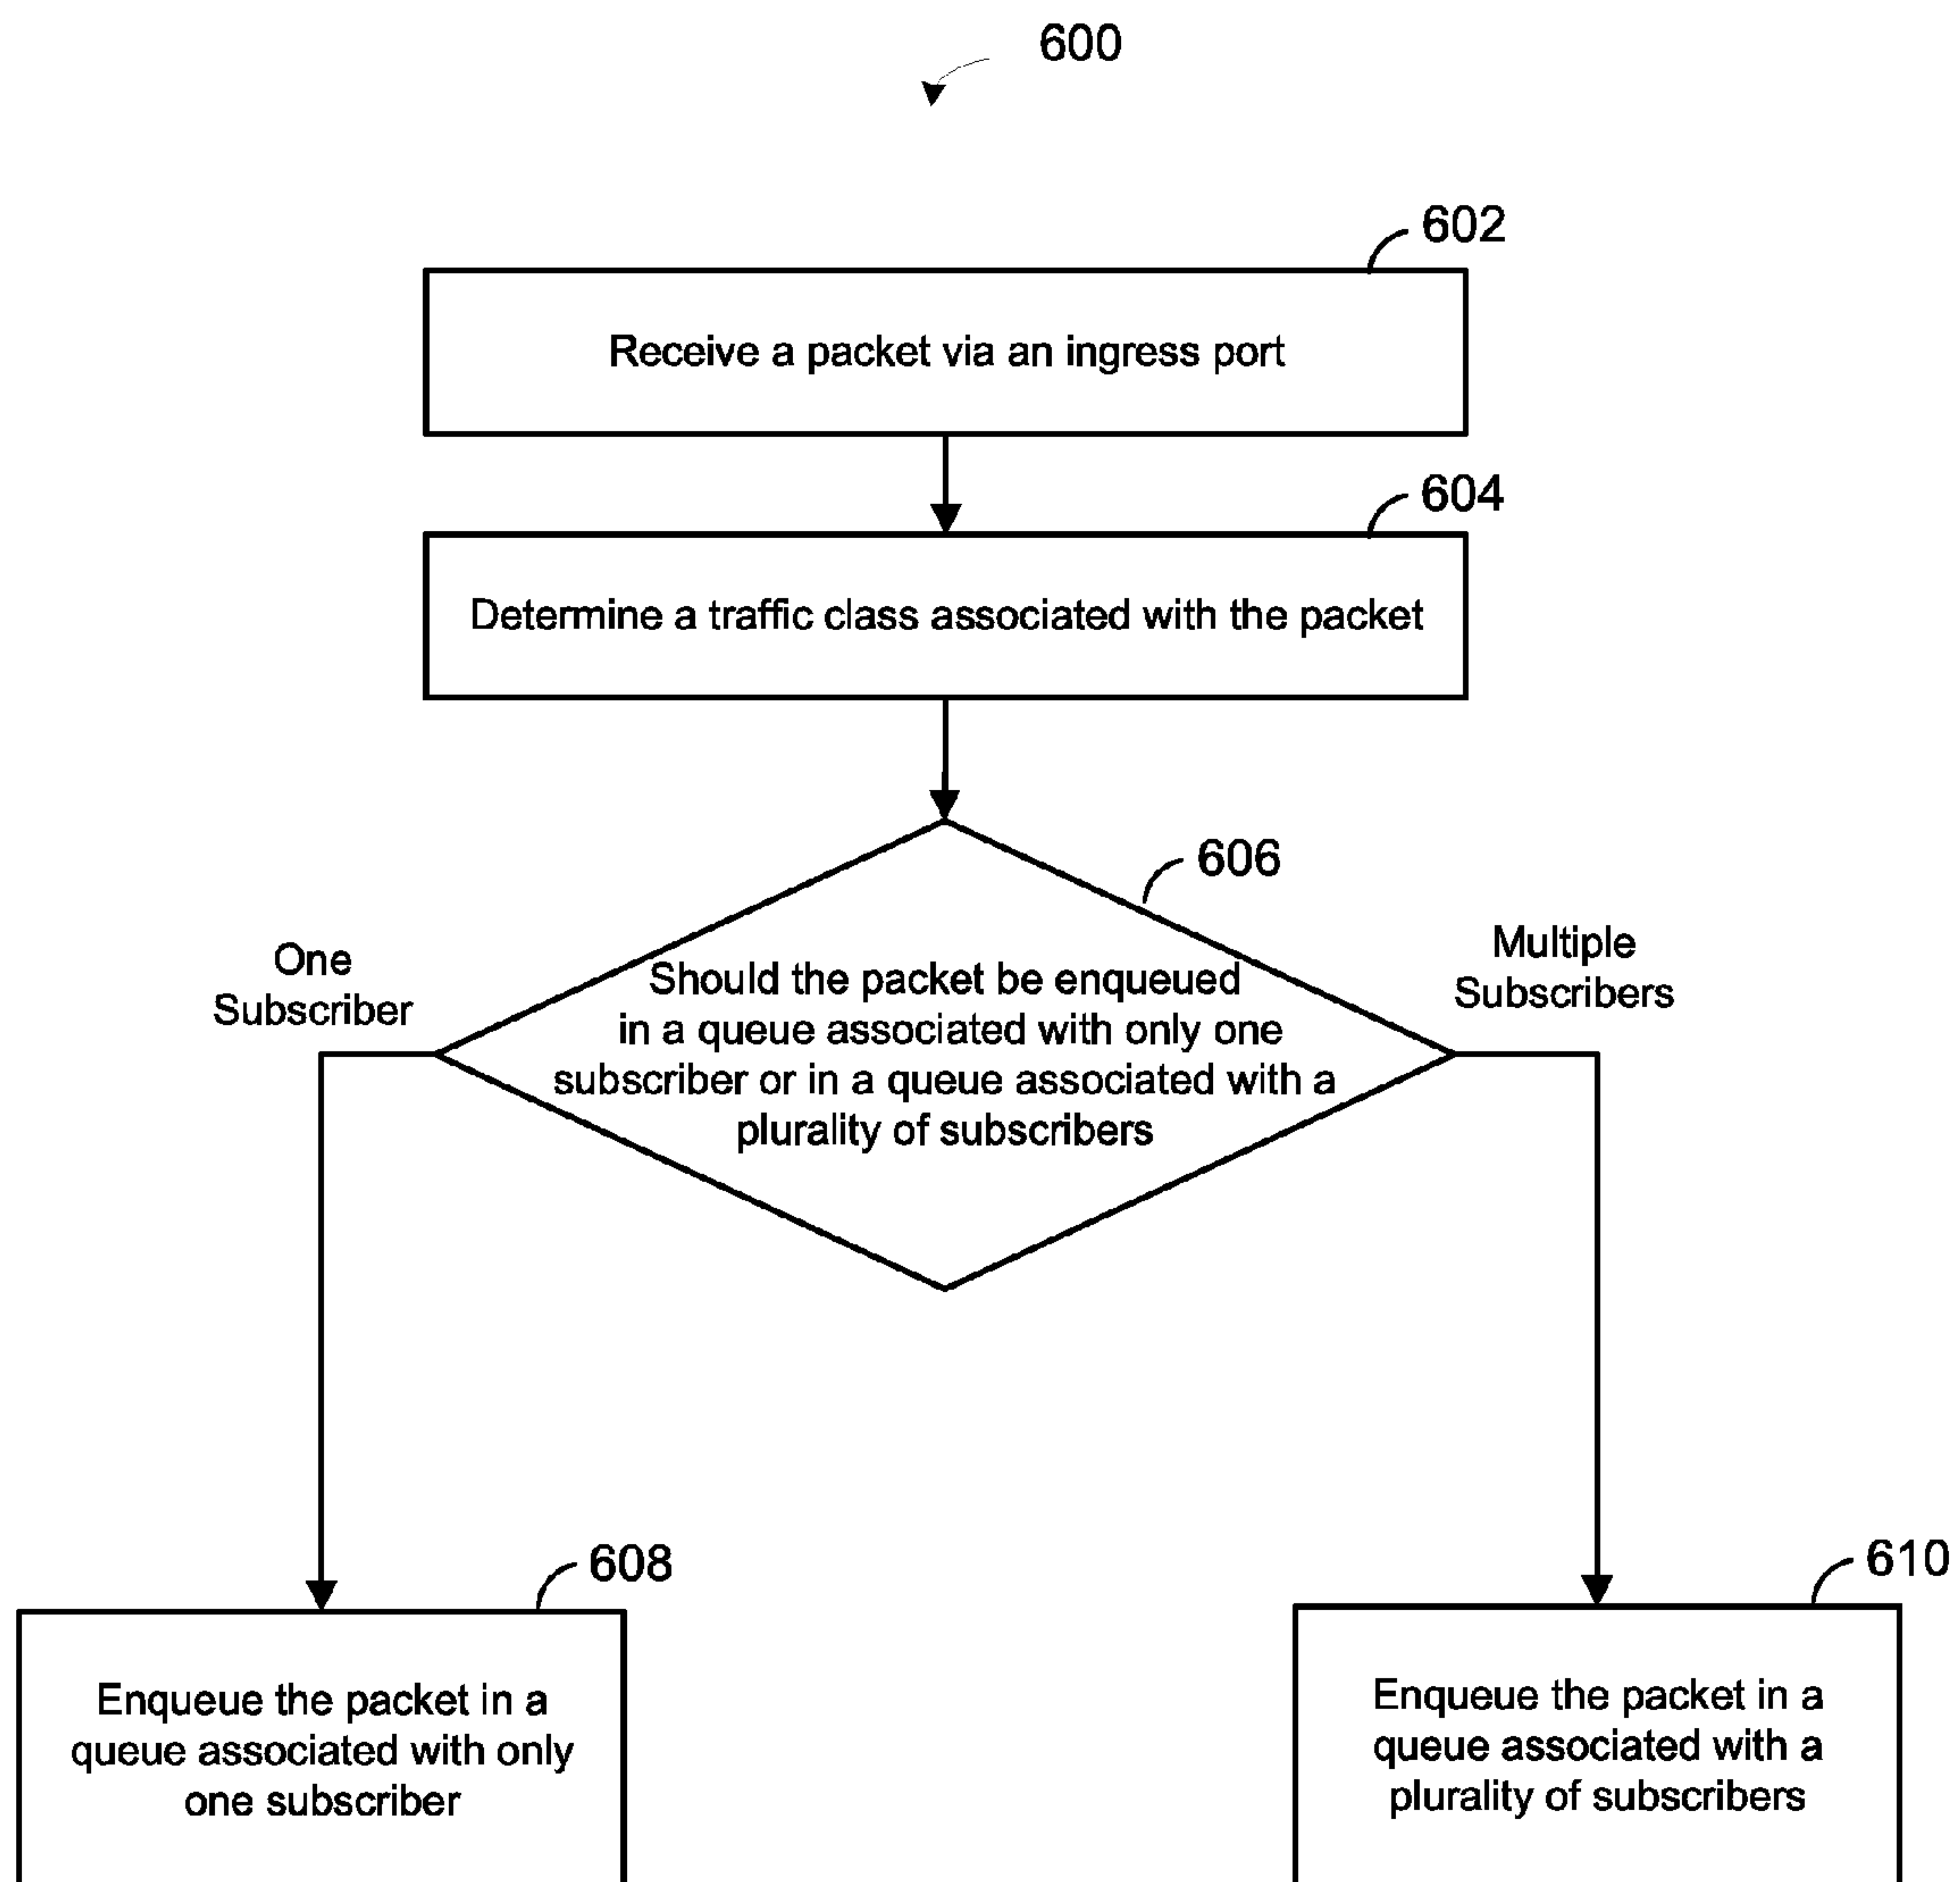 600
602
Receive a packet via an ingress port
604
Determine a traffic class associated with the packet
606
One
Subscriber
Multiple
Subscribers
Should the packet be enqueued
in a queue associated with only one
subscriber or in a queue associated with a
plurality of subscribers
608
Enqueue the packet in a
queue associated with only
one subscriber
610
Enqueue the packet in a
queue associated with a
plurality of subscribers